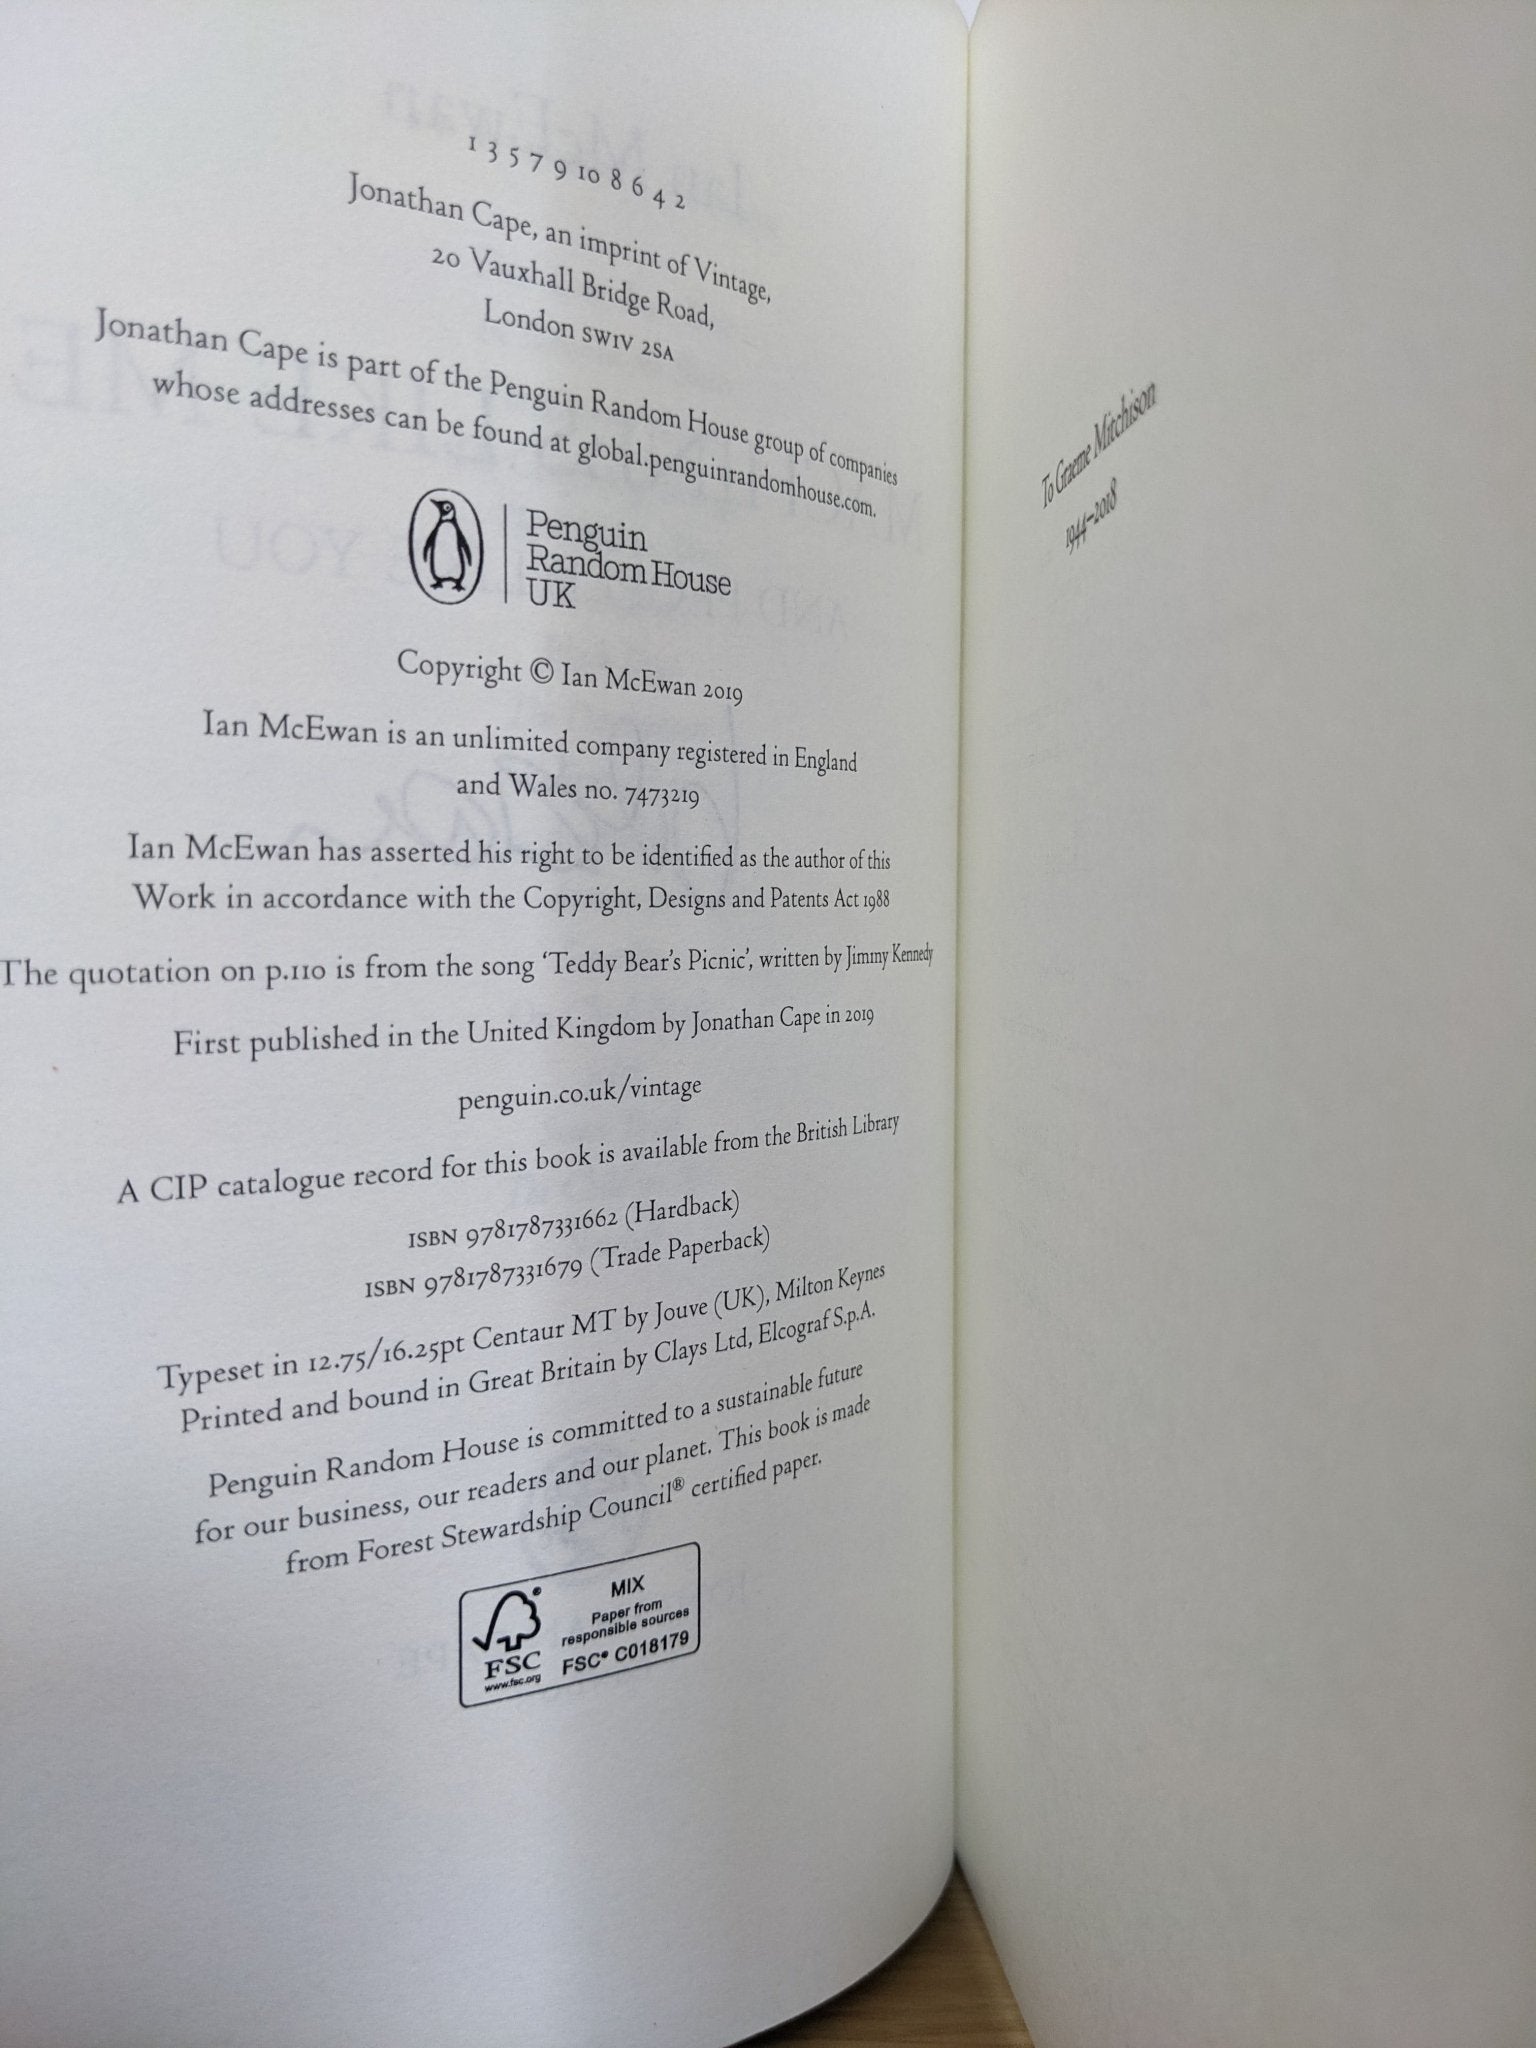 1 3 5 7 9 10 8 6 4 2
Jonathan Cape, an imprint of Vintage,
20 Vauxhall Bridge Road,
London SW1V 2SA
Jonathan Cape is part of the Penguin Random House group of companies
whose addresses can be found at global.penguinrandomhouse.com.
Penguin
Random House
UK
Copyright © Ian McEwan 2019
Ian McEwan is an unlimited company registered in England
and Wales no. 7473219
Ian McEwan has asserted his right to be identified as the author of this
Work in accordance with the Copyright, Designs and Patents Act 1988
The quotation on p.110 is from the song ‘Teddy Bear’s Picnic’, written by Jimmy Kennedy
First published in the United Kingdom by Jonathan Cape in 2019
penguin.co.uk/vintage
A CIP catalogue record for this book is available from the British Library
ISBN 9781787331662 (Hardback)
ISBN 9781787331679 (Trade Paperback)
Typeset in 12.75/16.25pt Centaur MT by Jouve (UK), Milton Keynes
Printed and bound in Great Britain by Clays Ltd, Elcograf S.p.A.
Penguin Random House is committed to a sustainable future
for our business, our readers and our planet. This book is made
from Forest Stewardship Council® certified paper.
FSC
www.fsc.org
MIX
Paper from
responsible sources
FSC® C018179
To Graeme Mitchison
1944–2018